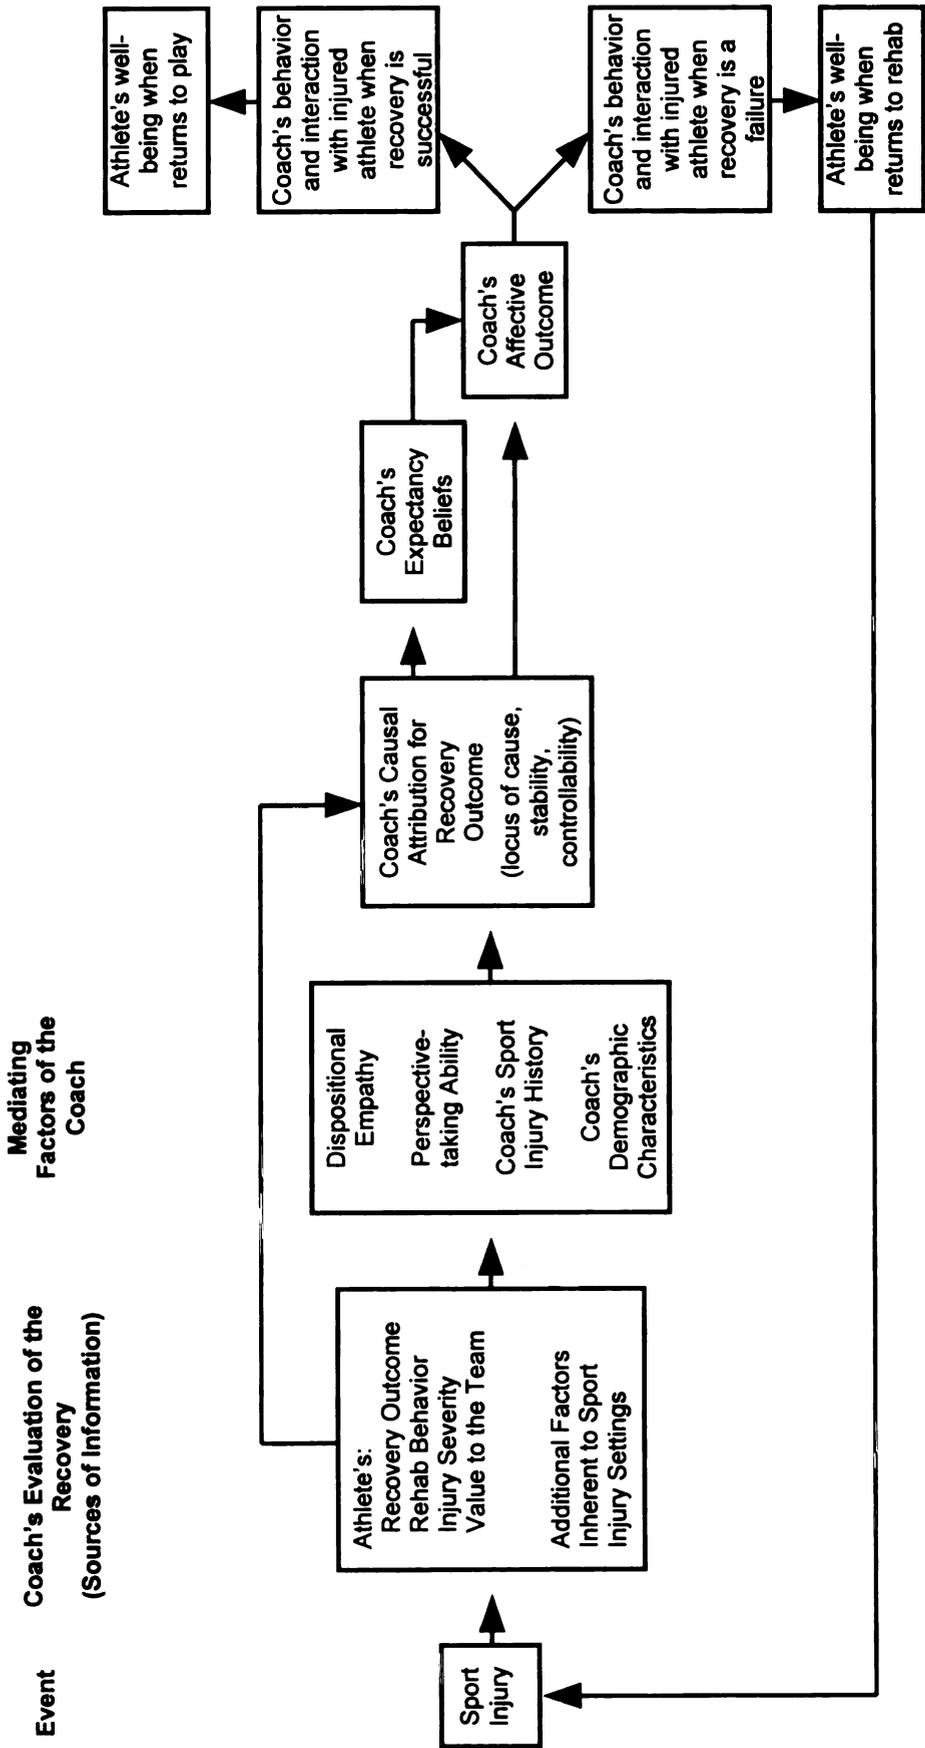 Event
Coach's Evaluation of the
Recovery
(Sources of Information)
Mediating
Factors of the
Coach
Sport
Injury
Athlete's:
Recovery Outcome
Rehab Behavior
Injury Severity
Value to the Team
Additional Factors
Inherent to Sport
Injury Settings
Dispositional
Empathy
Perspective-
taking Ability
Coach's Sport
Injury History
Coach's
Demographic
Characteristics
Coach's Causal
Attribution for
Recovery
Outcome
(locus of cause,
stability,
controllability)
Coach's
Expectancy
Beliefs
Coach's
Affective
Outcome
Athlete's well-
being when
returns to play
Coach's behavior
and interaction
with injured
athlete when
recovery is
successful
Coach's behavior
and interaction
with injured
athlete when
recovery is a
failure
Athlete's well-
being when
returns to rehab